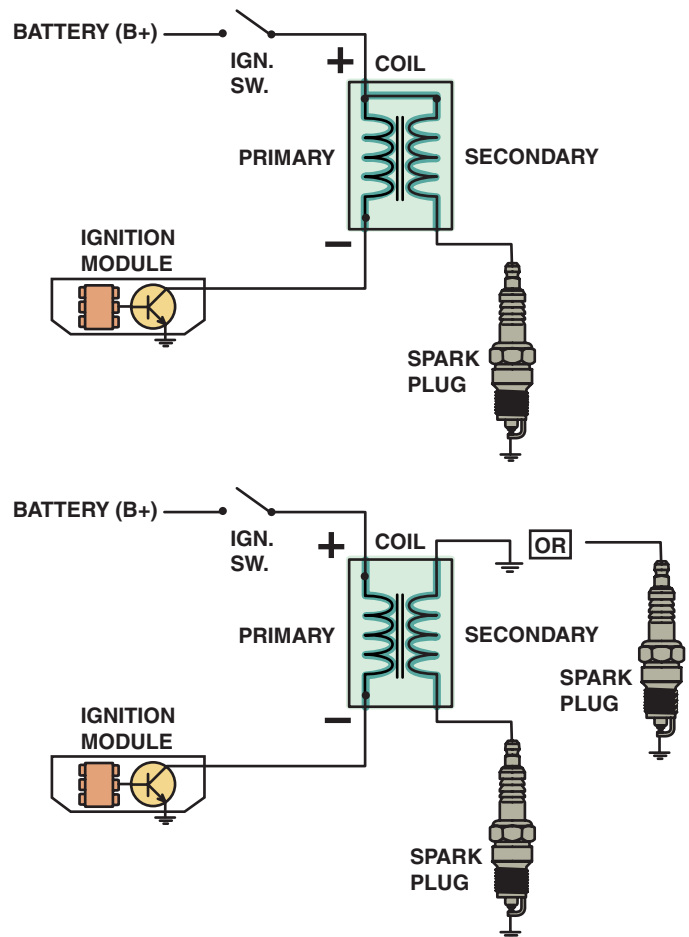 BATTERY (B+)
IGN.
SW.
+
COIL
PRIMARY
SECONDARY
–
IGNITION
MODULE
SPARK
PLUG
BATTERY (B+)
IGN.
SW.
+
COIL
OR
PRIMARY
SECONDARY
SPARK
PLUG
–
IGNITION
MODULE
SPARK
PLUG